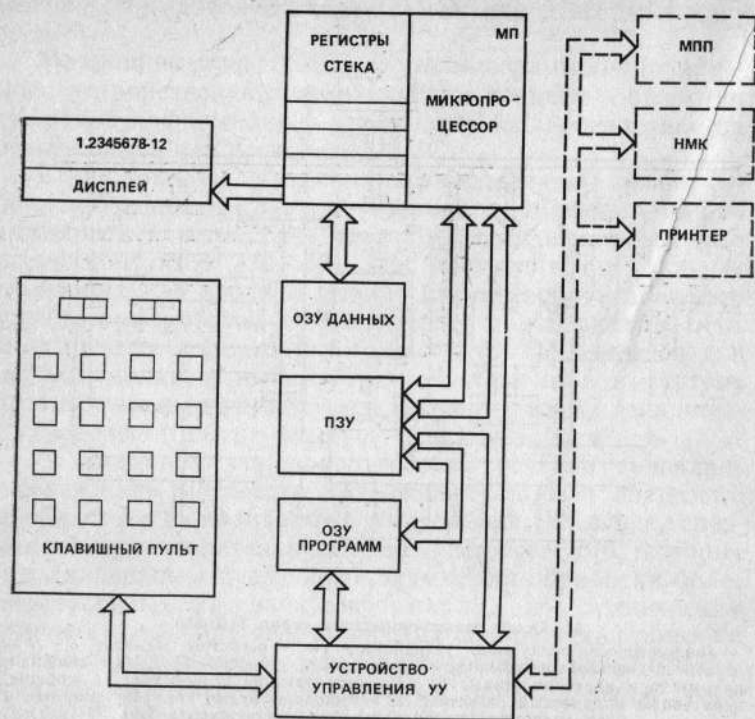 РЕГИСТРЫ
СТЕКА
МП
МИКРОПРО-
ЦЕССОР
МПП
НМК
ПРИНТЕР
1.2345678-12
ДИСПЛЕЙ
ОЗУ ДАННЫХ
ПЗУ
ОЗУ
ПРОГРАММ
КЛАВИШНЫЙ ПУЛЬТ
УСТРОЙСТВО
УПРАВЛЕНИЯ УУ